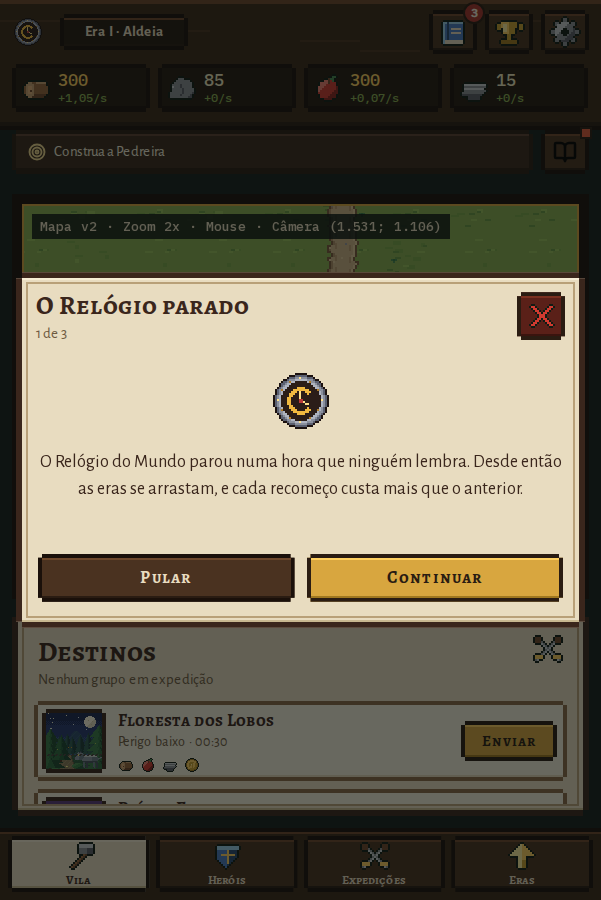 3
Era I · Aldeia
300
+1,05/s
85
+0/s
300
+0,07/s
15
+0/s
Construa a Pedreira
Mapa v2 · Zoom 2x · Mouse · Câmera (1.531; 1.106)
O Relógio parado
1 de 3
O Relógio do Mundo parou numa hora que ninguém lembra. Desde então
as eras se arrastam, e cada recomeço custa mais que o anterior.
Pular
Continuar
Destinos
Nenhum grupo em expedição
Floresta dos Lobos
Perigo baixo · 00:30
Enviar
Vila
Heróis
Expedições
Eras